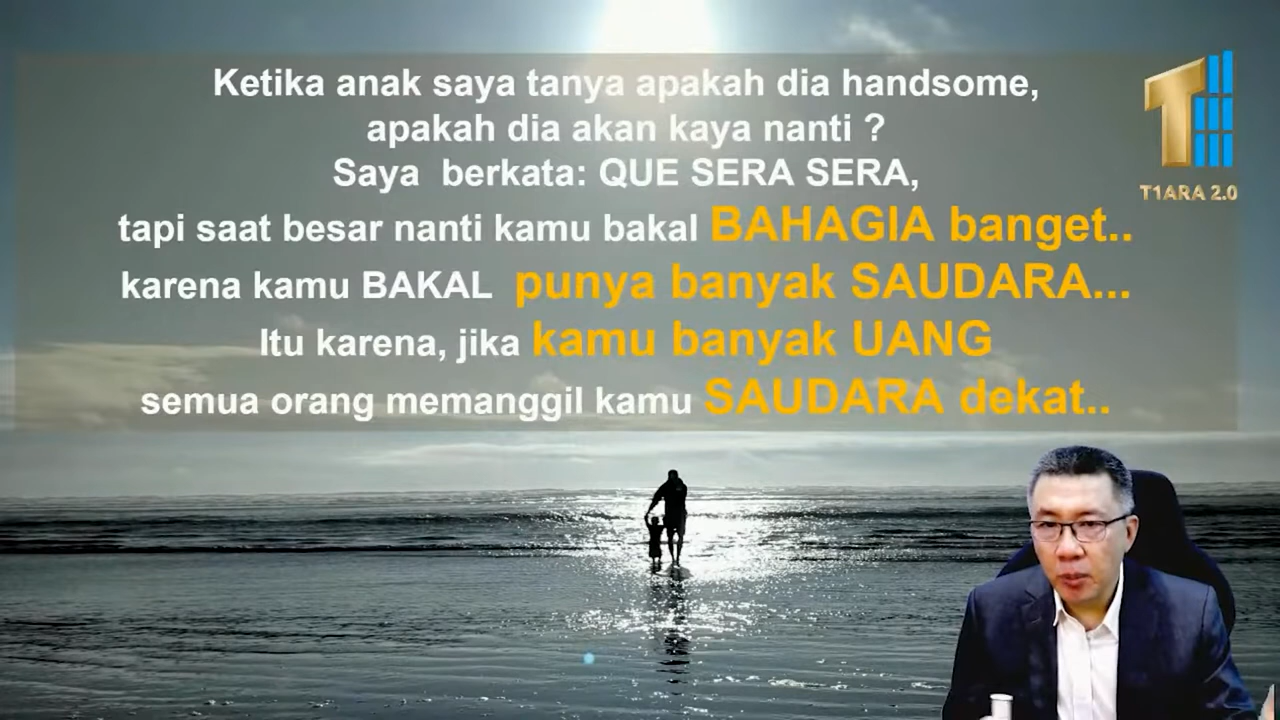 Ketika anak saya tanya apakah dia handsome,
apakah dia akan kaya nanti ?
Saya berkata: QUE SERA SERA,
tapi saat besar nanti kamu bakal BAHAGIA banget..
karena kamu BAKAL punya banyak SAUDARA...
Itu karena, jika kamu banyak UANG
semua orang memanggil kamu SAUDARA dekat..
T1ARA 2.0